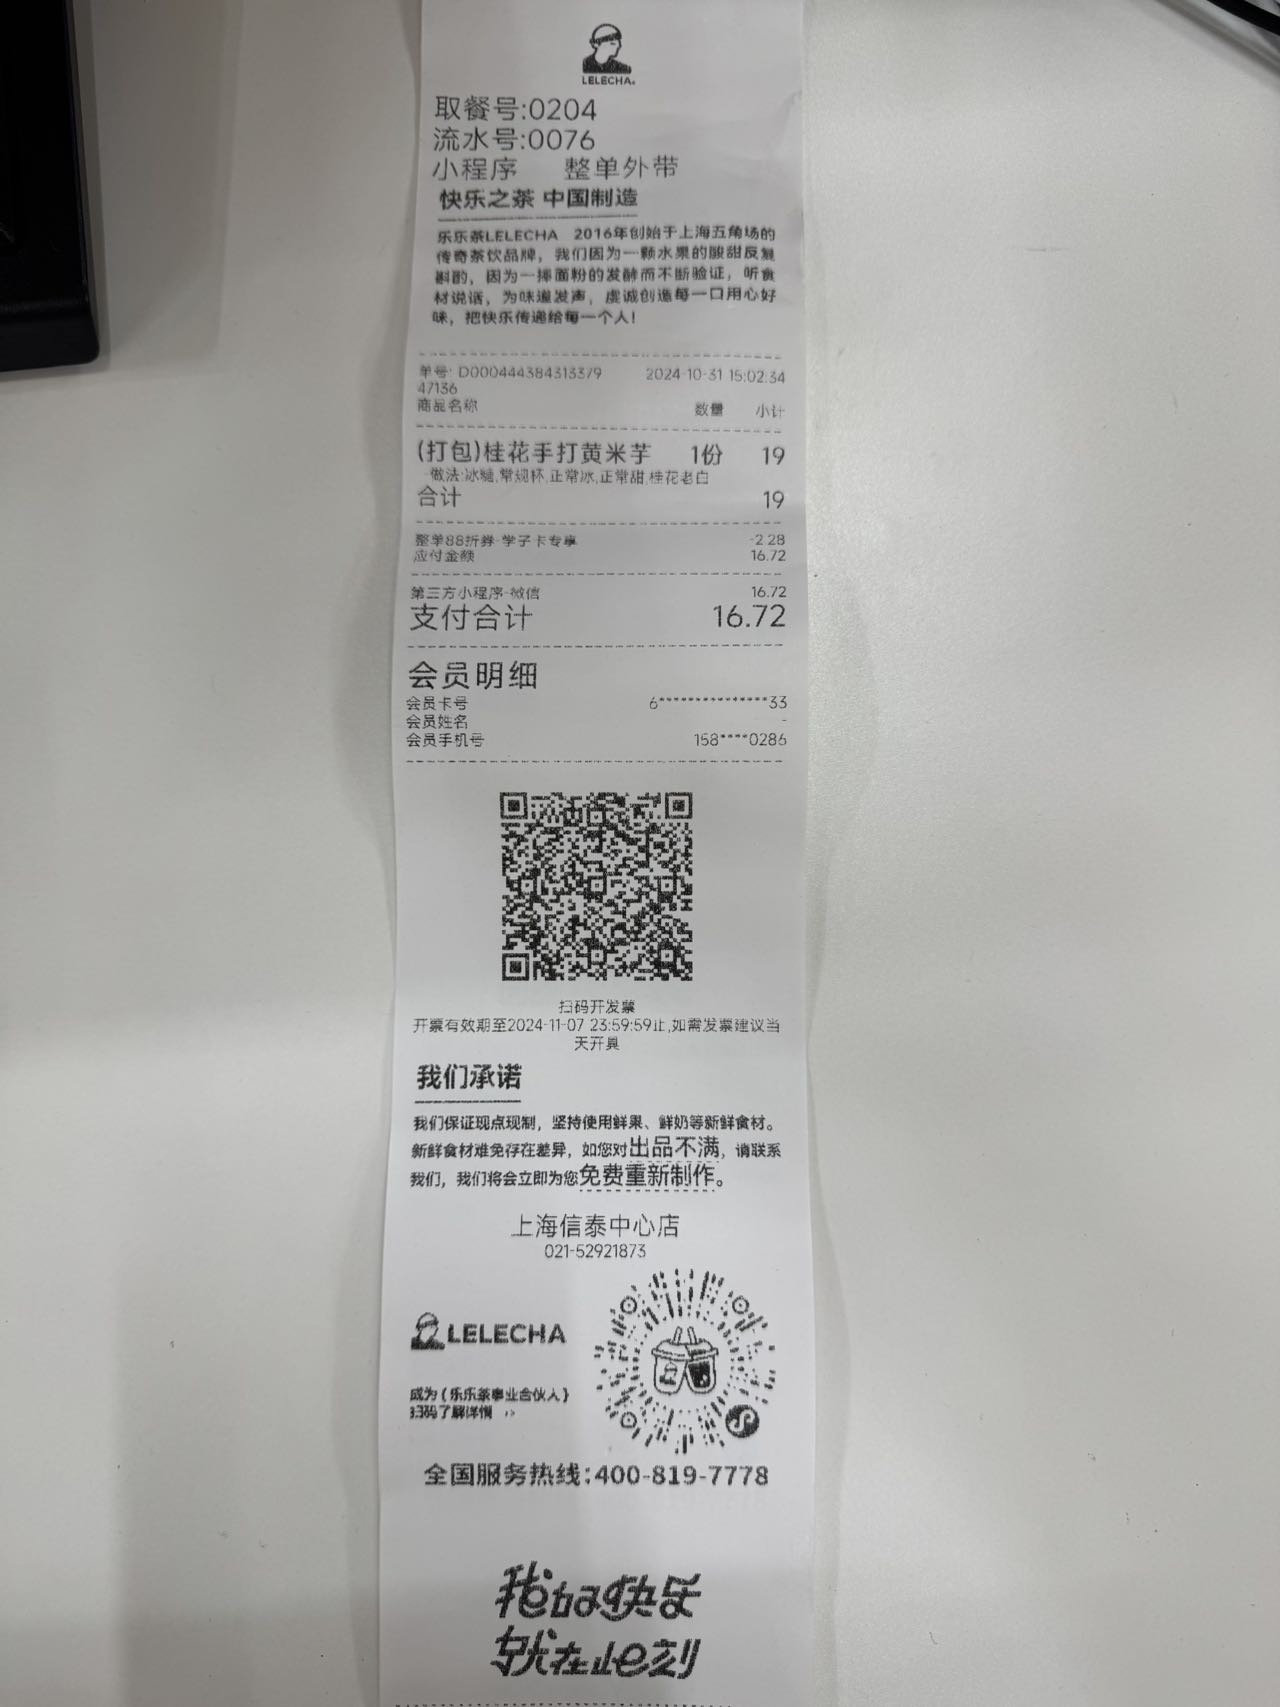 LELECHA.
取餐号:0204
流水号:0076
小程序 整单外带
快乐之茶 中国制造
乐乐茶LELECHA 2016年创始于上海五角场的
传奇茶饮品牌，我们因为一颗水果的酸甜反复
斟酌，因为一捧面粉的发酵而不断验证，听食
材说话，为味道发声，虔诚创造每一口用心好
味，把快乐传递给每一个人！
单号: D000444384313379 2024-10-31 15:02:34
47136
商品名称 数量 小计
(打包)桂花手打黄米芋 1份 19
-做法:冰糖,常规杯,正常冰,正常甜,桂花老白
合计 19
整单88折券-学子卡专享 -2.28
应付金额 16.72
第三方小程序-微信 16.72
支付合计 16.72
会员明细
会员卡号 6***************33
会员姓名 -
会员手机号 158****0286
扫码开发票
开票有效期至2024-11-07 23:59:59止,如需发票建议当
天开具
我们承诺
我们保证现点现制，坚持使用鲜果、鲜奶等新鲜食材。
新鲜食材难免存在差异，如您对出品不满，请联系
我们，我们将会立即为您免费重新制作。
上海信泰中心店
021-52921873
LELECHA
成为{乐乐茶事业合伙人}
扫码了解详情 >>
全国服务热线:400-819-7778
我的快乐
就在此刻